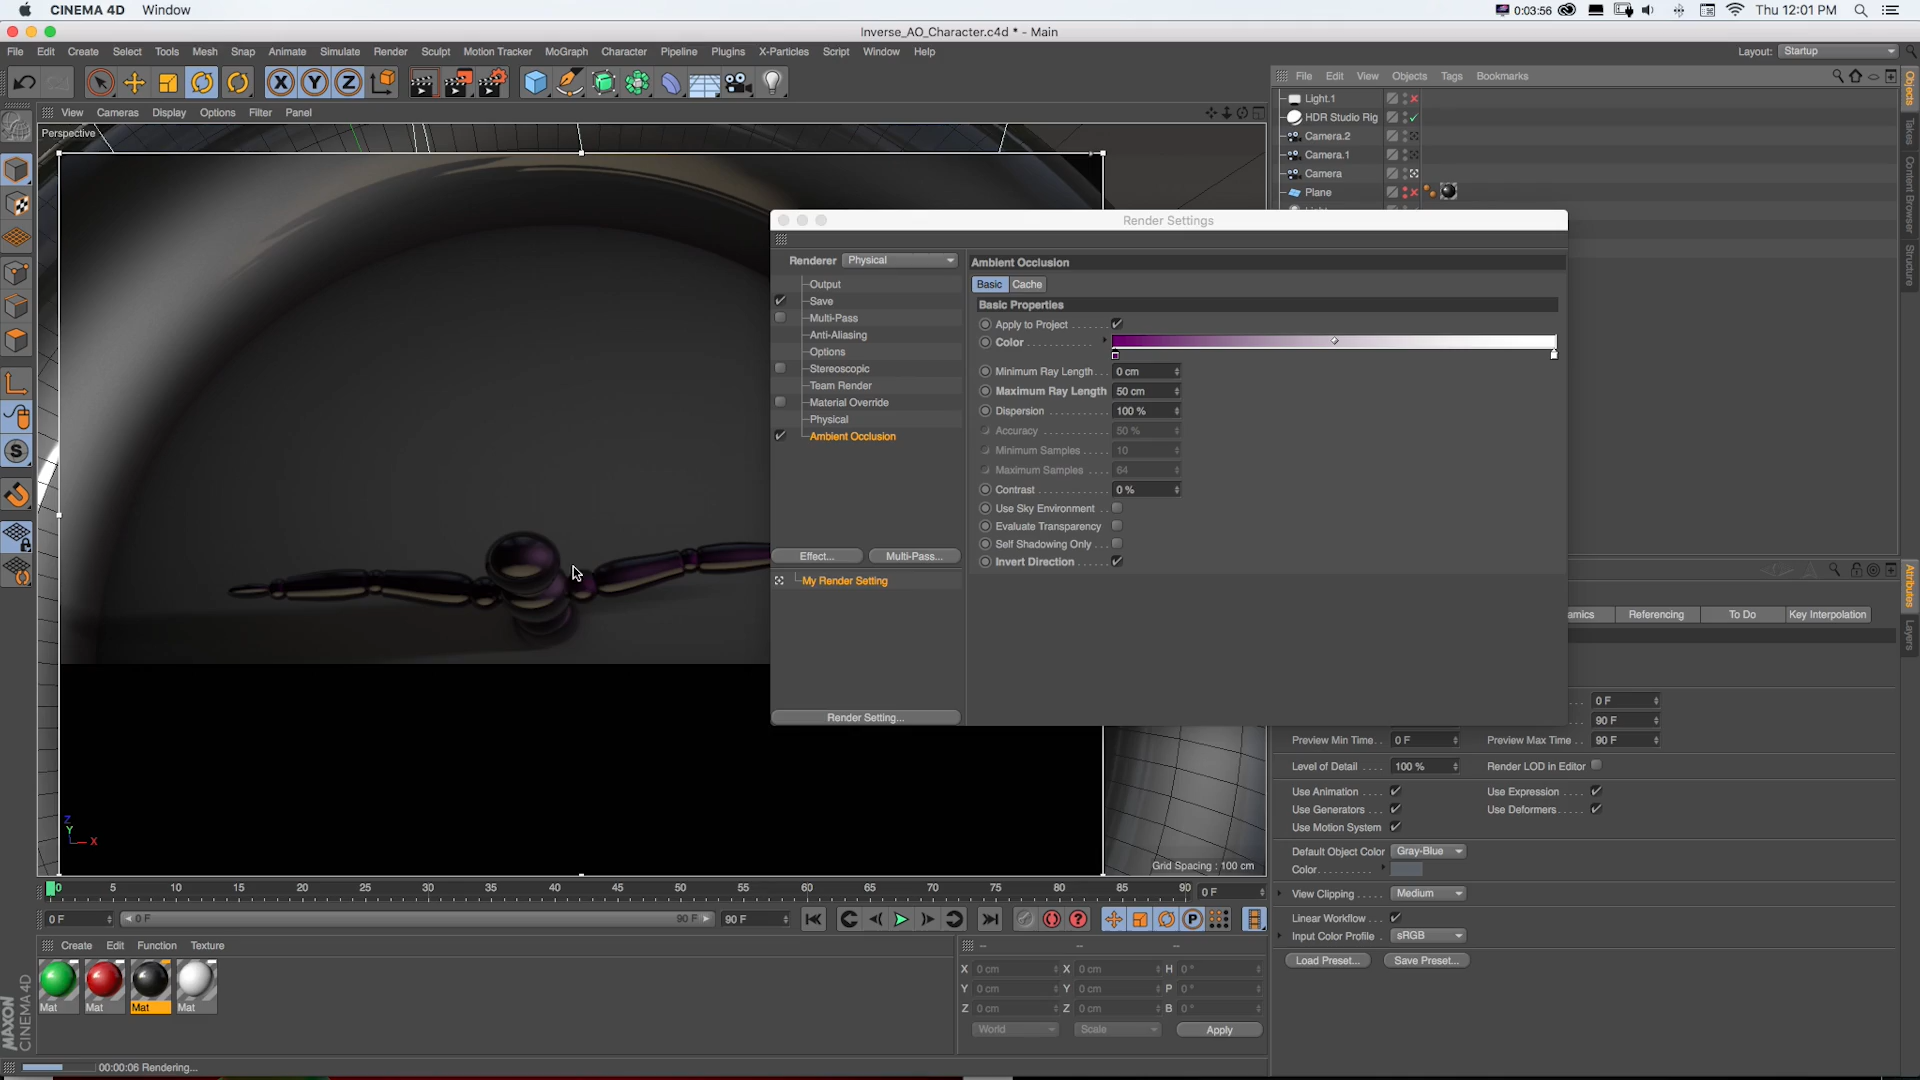 CINEMA 4D Window 0:03:56 Thu 12:01 PM
Inverse_AO_Character.c4d * - Main
File Edit Create Select Tools Mesh Snap Animate Simulate Render Sculpt Motion Tracker MoGraph Character Pipeline Plugins X-Particles Script Window Help Layout: Startup
File Edit View Objects Tags Bookmarks
View Cameras Display Options Filter Panel
Perspective
Light.1
HDR Studio Rig
Camera.2
Camera.1
Camera
Plane
Objects
Takes
Content Browser
Structure
Render Settings
Renderer Physical
Output
Save
Multi-Pass
Anti-Aliasing
Options
Stereoscopic
Team Render
Material Override
Physical
Ambient Occlusion
Effect... Multi-Pass...
My Render Setting
Render Setting...
Ambient Occlusion
Basic Cache
Basic Properties
Apply to Project
Color
Minimum Ray Length 0 cm
Maximum Ray Length 50 cm
Dispersion 100 %
Accuracy 50 %
Minimum Samples 10
Maximum Samples 64
Contrast 0 %
Use Sky Environment
Evaluate Transparency
Self Shadowing Only
Invert Direction
Attributes
Layers
amics Referencing To Do Key Interpolation
0 F
90 F
Preview Min Time 0 F Preview Max Time 90 F
Level of Detail 100 % Render LOD in Editor
Use Animation Use Expression
Use Generators Use Deformers
Use Motion System
Default Object Color Gray-Blue
Color
View Clipping Medium
Linear Workflow
Input Color Profile sRGB
Load Preset... Save Preset...
Z
Y
X
Grid Spacing : 100 cm
0 5 10 15 20 25 30 35 40 45 50 55 60 65 70 75 80 85 90 0 F
0 F 0 F 90 F 90 F
Create Edit Function Texture
Mat Mat Mat Mat
-- -- --
X 0 cm X 0 cm H 0 °
Y 0 cm Y 0 cm P 0 °
Z 0 cm Z 0 cm B 0 °
World Scale Apply
MAXON
CINEMA 4D
00:00:06 Rendering...